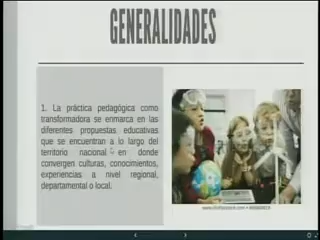 GENERALIDADES
1. La práctica pedagógica como
transformadora se enmarca en las
diferentes propuestas educativas
que se encuentran a lo largo del
territorio nacional en donde
convergen culturas, conocimientos,
experiencias a nivel regional,
departamental o local.